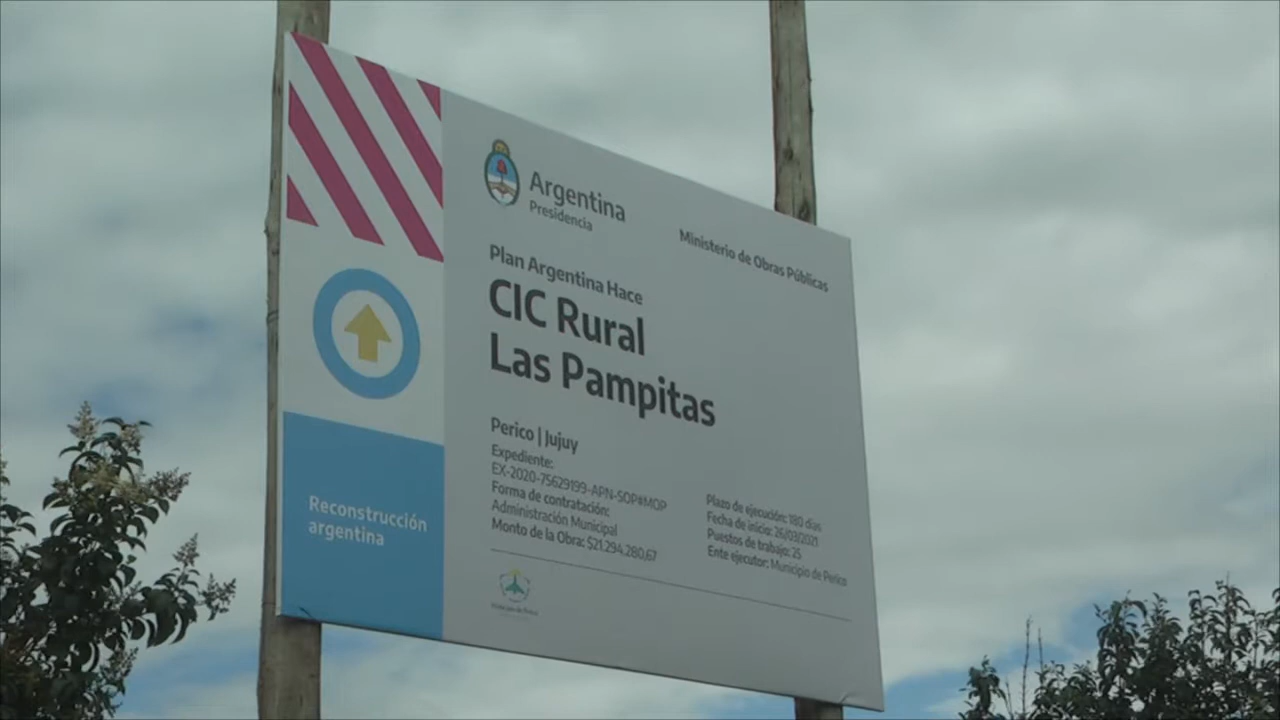 Argentina
Presidencia
Ministerio de Obras Públicas
Plan Argentina Hace
CIC Rural
Las Pampitas
Perico | Jujuy
Expediente:
EX-2020-75629199-APN-SOP#MOP
Forma de contratación:
Administración Municipal
Monto de la Obra: $21.294.280,67
Plazo de ejecución: 180 días
Fecha de inicio: 26/03/2021
Puestos de trabajo: 25
Ente ejecutor: Municipio de Perico
Reconstrucción
argentina